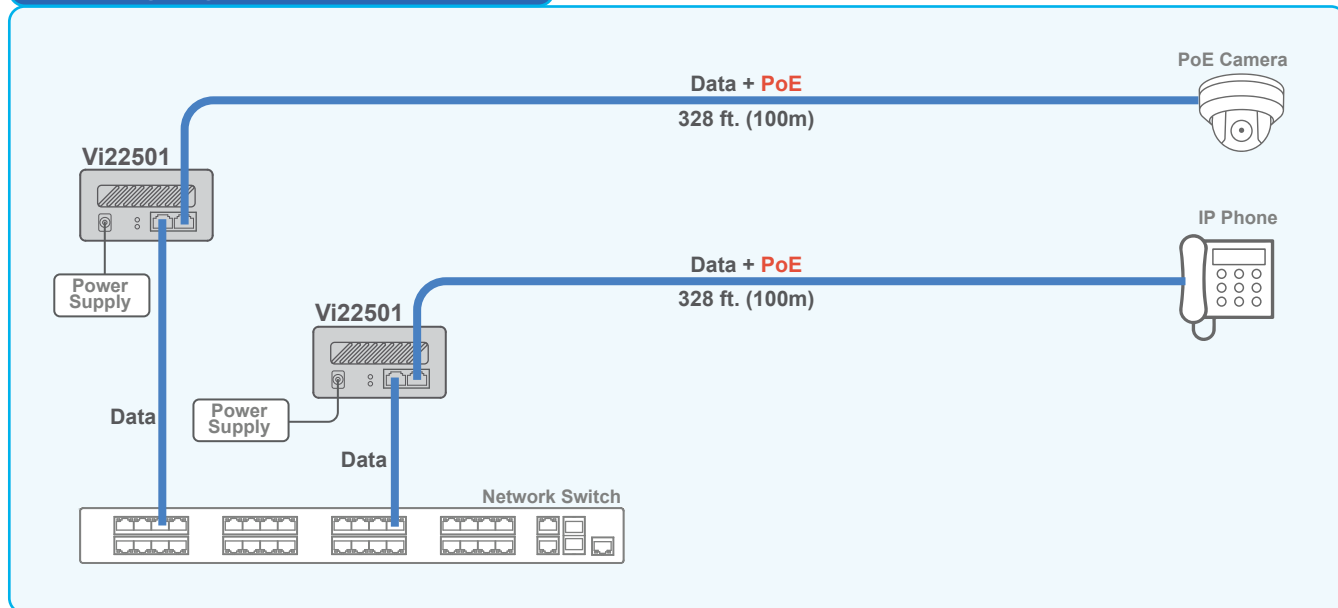 PoE Camera
Data + PoE
328 ft. (100m)
Vi22501
IP Phone
Power
Supply
Data + PoE
328 ft. (100m)
Vi22501
Data
Power
Supply
Data
Network Switch